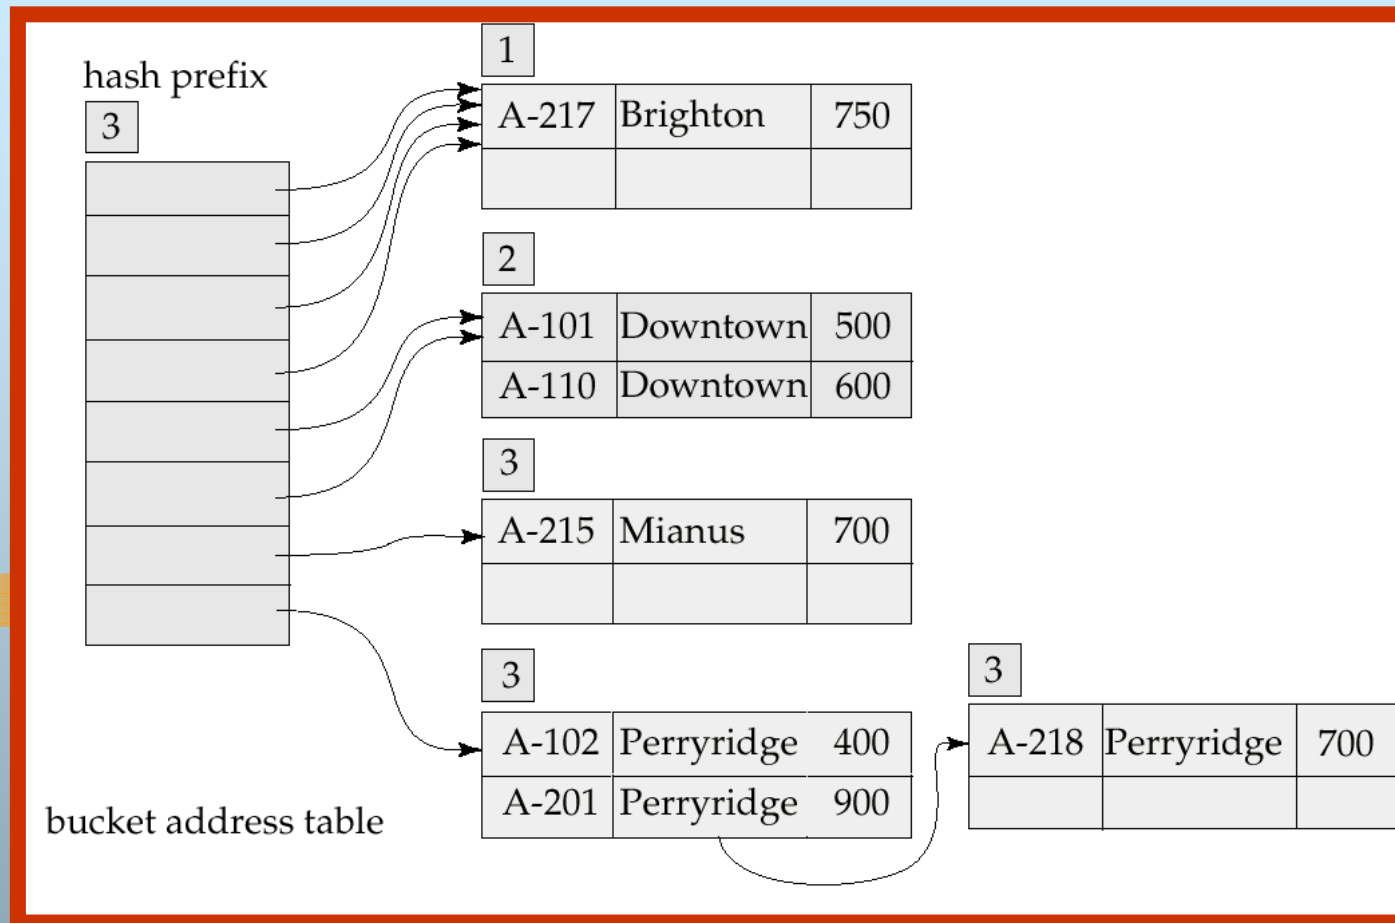 hash prefix
3
1
A-217 Brighton 750
2
A-101 Downtown 500
A-110 Downtown 600
3
A-215 Mianus 700
3
A-102 Perryridge 400
A-201 Perryridge 900
3
A-218 Perryridge 700
bucket address table